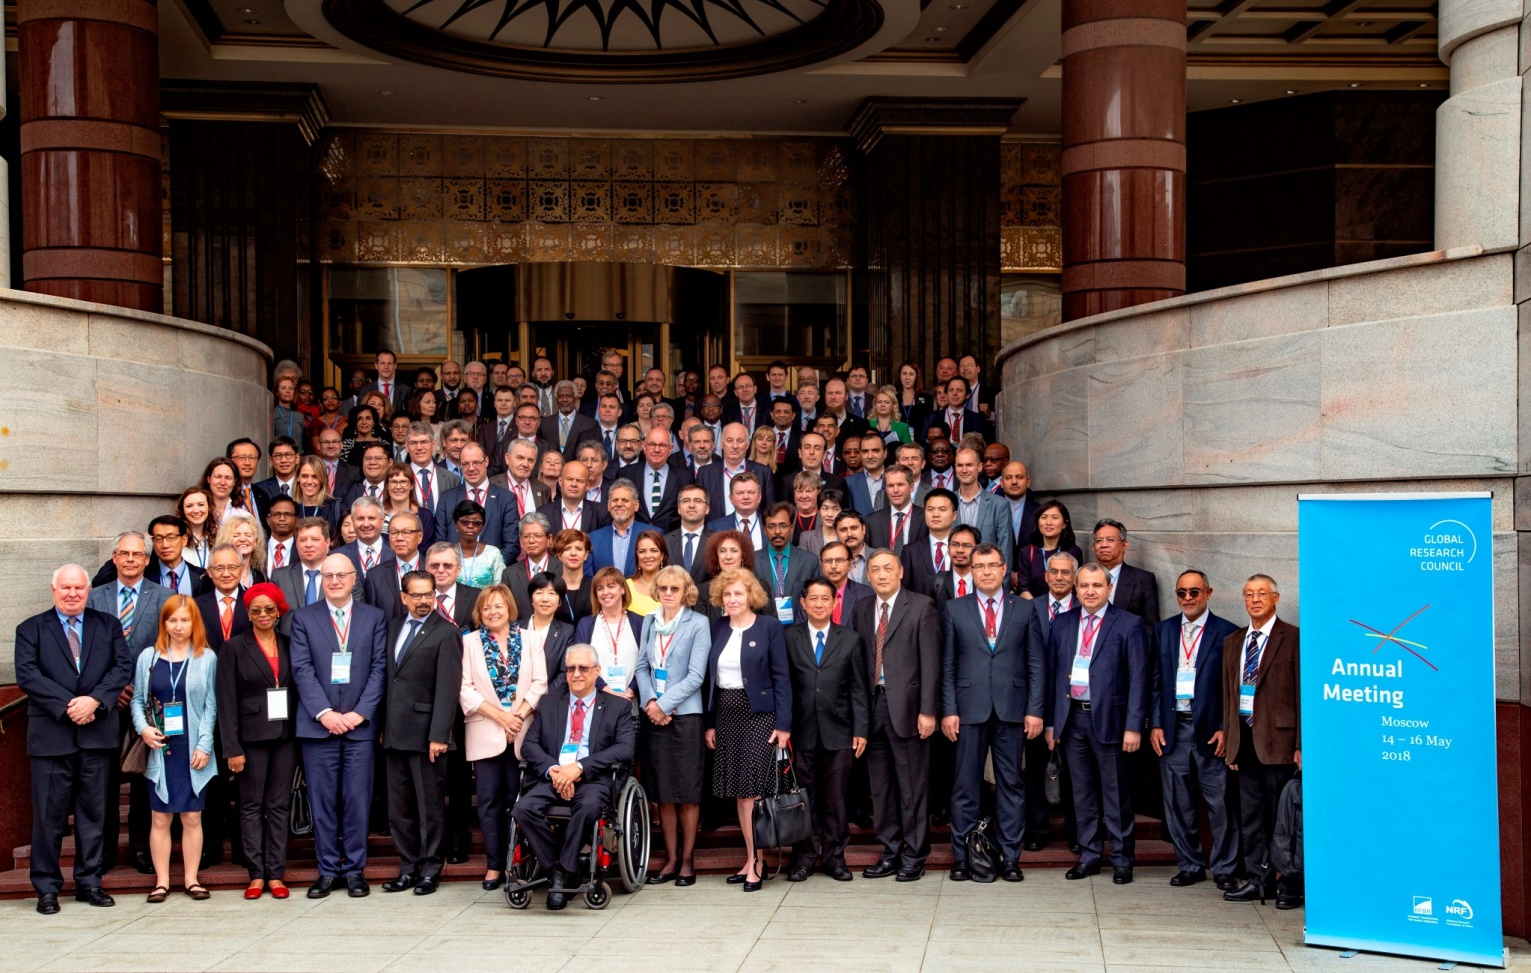 GLOBAL
RESEARCH
COUNCIL
Annual
Meeting
Moscow
14 – 16 May
2018
NRF